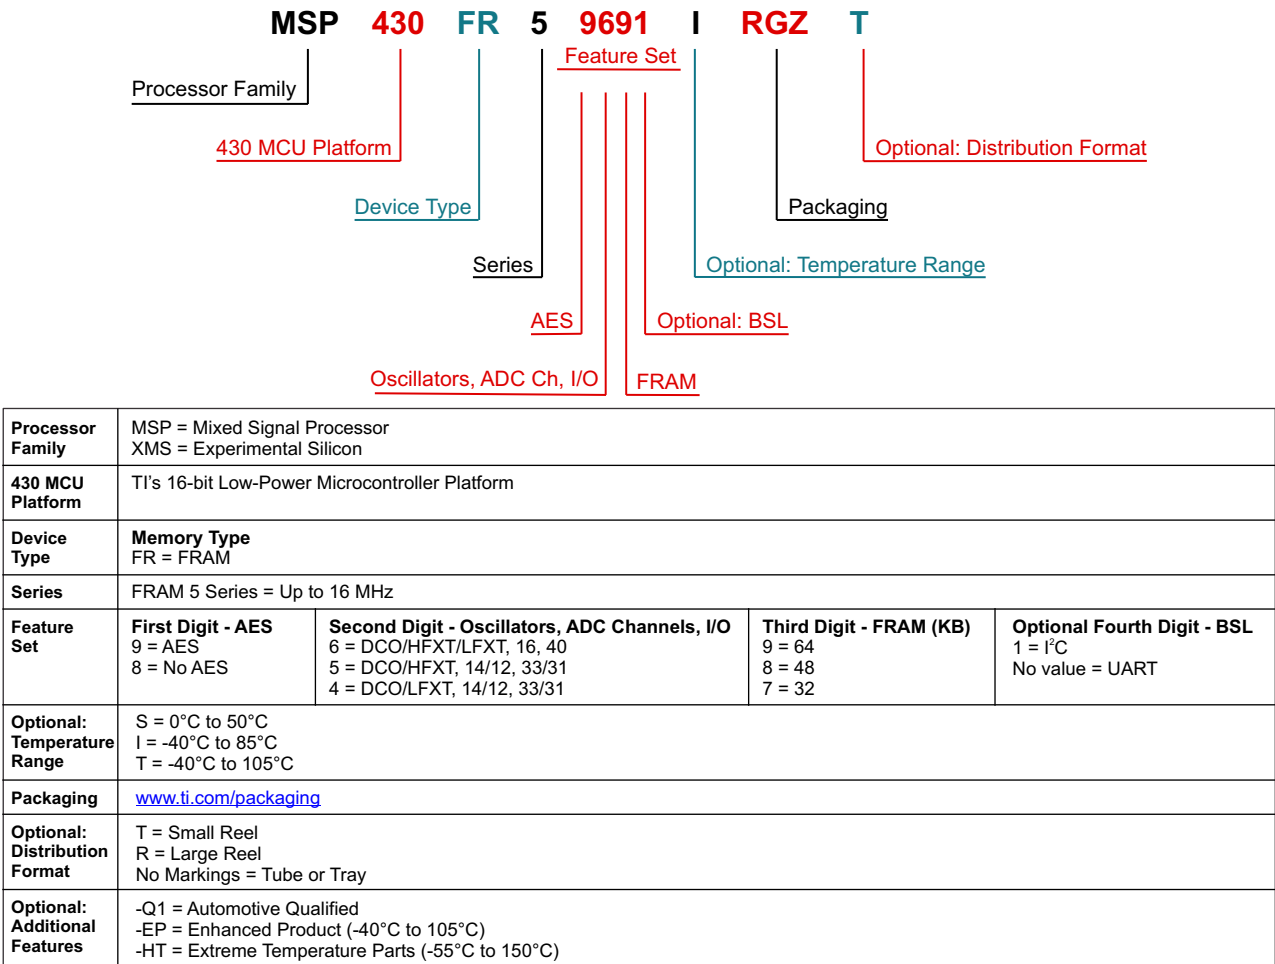 MSP 430 FR 5 9691 I RGZ T
Feature Set
Processor Family
430 MCU Platform
Optional: Distribution Format
Device Type
Packaging
Series
Optional: Temperature Range
AES
Optional: BSL
Oscillators, ADC Ch, I/O
FRAM
Processor Family
MSP = Mixed Signal Processor
XMS = Experimental Silicon
430 MCU Platform
TI's 16-bit Low-Power Microcontroller Platform
Device Type
Memory Type
FR = FRAM
Series
FRAM 5 Series = Up to 16 MHz
Feature Set
First Digit - AES
9 = AES
8 = No AES
Second Digit - Oscillators, ADC Channels, I/O
6 = DCO/HFXT/LFXT, 16, 40
5 = DCO/HFXT, 14/12, 33/31
4 = DCO/LFXT, 14/12, 33/31
Third Digit - FRAM (KB)
9 = 64
8 = 48
7 = 32
Optional Fourth Digit - BSL
1 = I²C
No value = UART
Optional: Temperature Range
S = 0°C to 50°C
I = -40°C to 85°C
T = -40°C to 105°C
Packaging
www.ti.com/packaging
Optional: Distribution Format
T = Small Reel
R = Large Reel
No Markings = Tube or Tray
Optional: Additional Features
-Q1 = Automotive Qualified
-EP = Enhanced Product (-40°C to 105°C)
-HT = Extreme Temperature Parts (-55°C to 150°C)